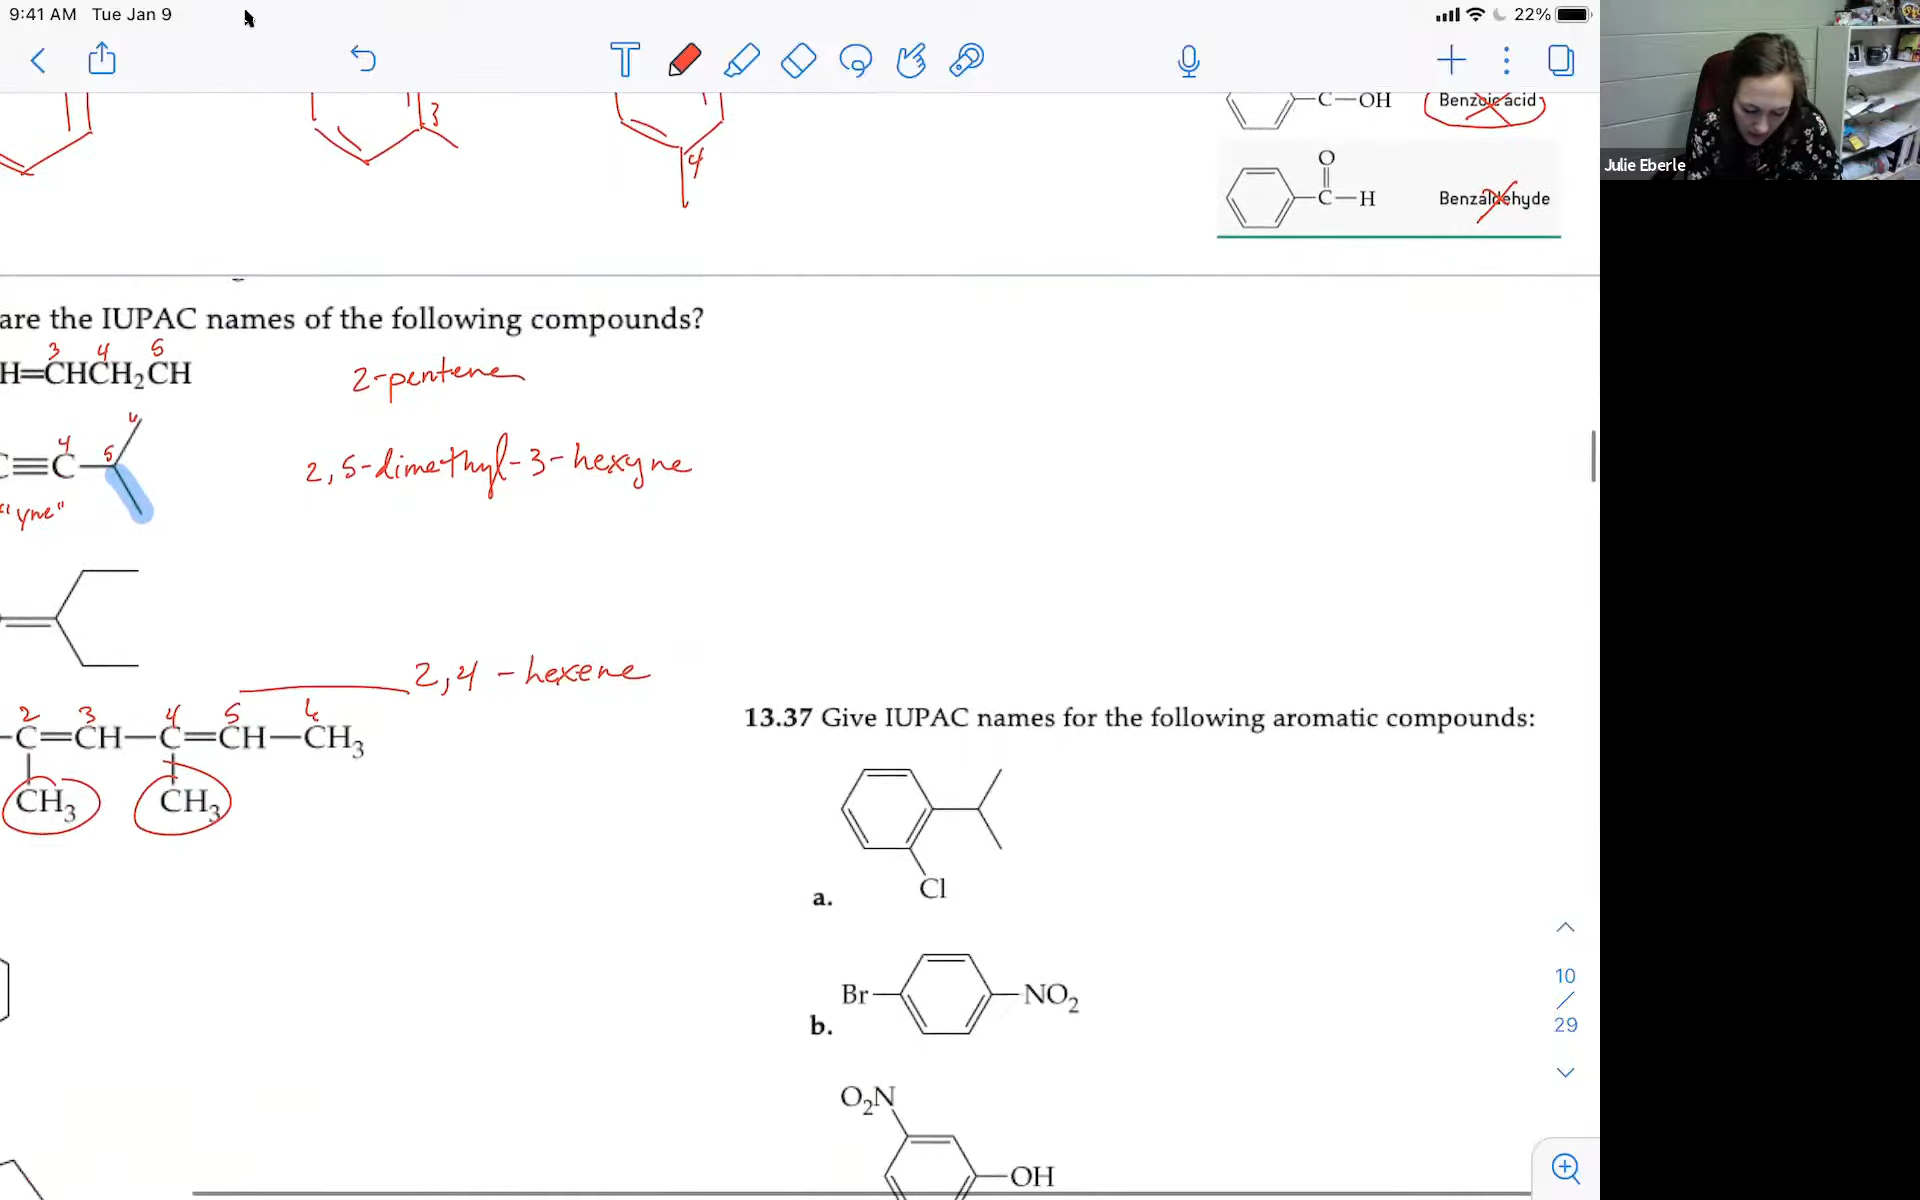 9:41 AM Tue Jan 9
22%
3
4
C—OH Benzoic acid
O
C—H Benzaldehyde
Julie Eberle
are the IUPAC names of the following compounds?
3 4 5
H=CHCH₂CH
2-pentene
4 5 6
C≡C
2,5-dimethyl-3-hexyne
"yne"
2,4-hexene
2 3 4 5 6
-C=CH—C=CH—CH₃
CH₃ CH₃
13.37 Give IUPAC names for the following aromatic compounds:
Cl
a.
Br NO₂
b.
O₂N
OH
10
/
29